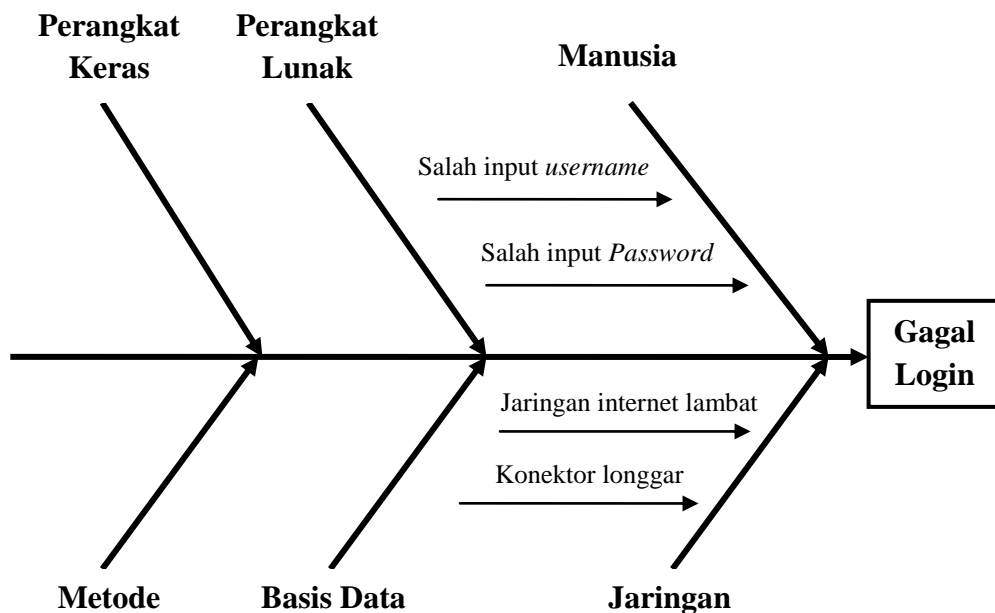 Perangkat
Keras
Perangkat
Lunak
Manusia
Salah input username
Salah input Password
Gagal
Login
Jaringan internet lambat
Konektor longgar
Metode
Basis Data
Jaringan